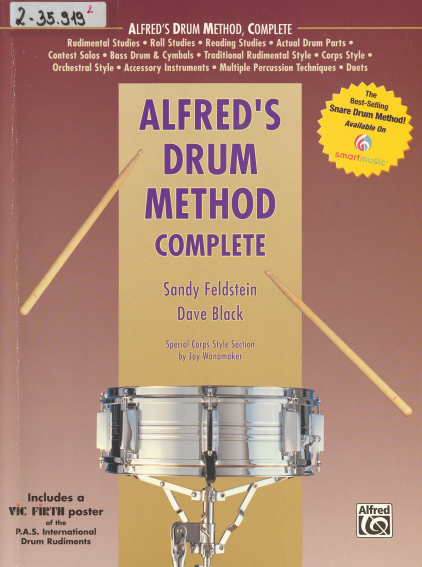 2-35.919²
ALFRED'S DRUM METHOD, COMPLETE
Rudimental Studies • Roll Studies • Reading Studies • Actual Drum Parts •
Contest Solos • Bass Drum & Cymbals • Traditional Rudimental Style • Corps Style •
Orchestral Style • Accessory Instruments • Multiple Percussion Techniques • Duets
The
Best-Selling
Snare Drum Method!
Available On
smartmusic
ALFRED'S
DRUM
METHOD
COMPLETE
Sandy Feldstein
Dave Black
Special Corps-Style Section
by Jay Wanamaker
Includes a
VIC FIRTH poster
of the
P.A.S. International
Drum Rudiments
Alfred